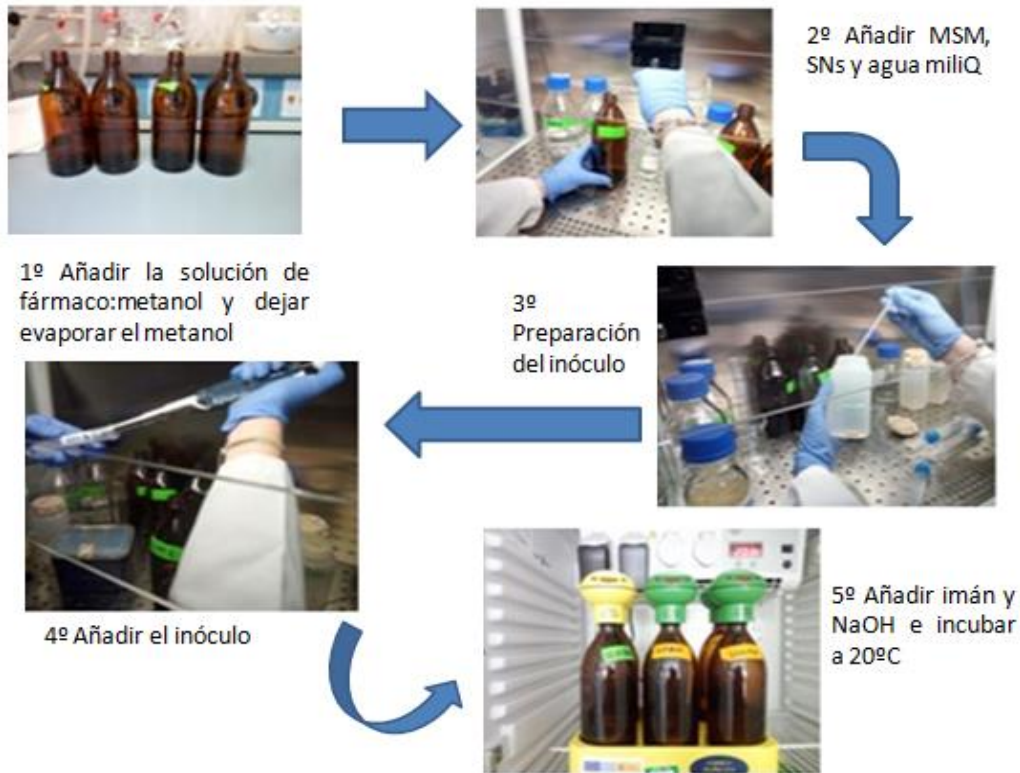 1º Añadir la solución de
fármaco:metanol y dejar
evaporar el metanol
2º Añadir MSM,
SNs y agua miliQ
3º
Preparación
del inóculo
4º Añadir el inóculo
5º Añadir imán y
NaOH e incubar
a 20ºC